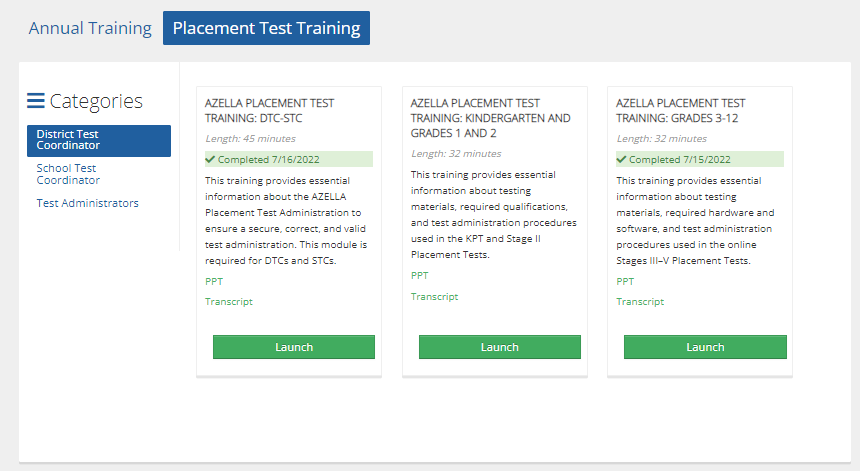 Annual Training
Placement Test Training
Categories
District Test
Coordinator
School Test
Coordinator
Test Administrators
AZELLA PLACEMENT TEST
TRAINING: DTC-STC
Length: 45 minutes
Completed 7/16/2022
This training provides essential
information about the AZELLA
Placement Test Administration to
ensure a secure, correct, and valid
test administration. This module is
required for DTCs and STCs.
PPT
Transcript
Launch
AZELLA PLACEMENT TEST
TRAINING: KINDERGARTEN AND
GRADES 1 AND 2
Length: 32 minutes
This training provides essential
information about testing
materials, required qualifications,
and test administration procedures
used in the KPT and Stage II
Placement Tests.
PPT
Transcript
Launch
AZELLA PLACEMENT TEST
TRAINING: GRADES 3-12
Length: 32 minutes
Completed 7/15/2022
This training provides essential
information about testing
materials, required hardware and
software, and test administration
procedures used in the online
Stages III–V Placement Tests.
PPT
Transcript
Launch